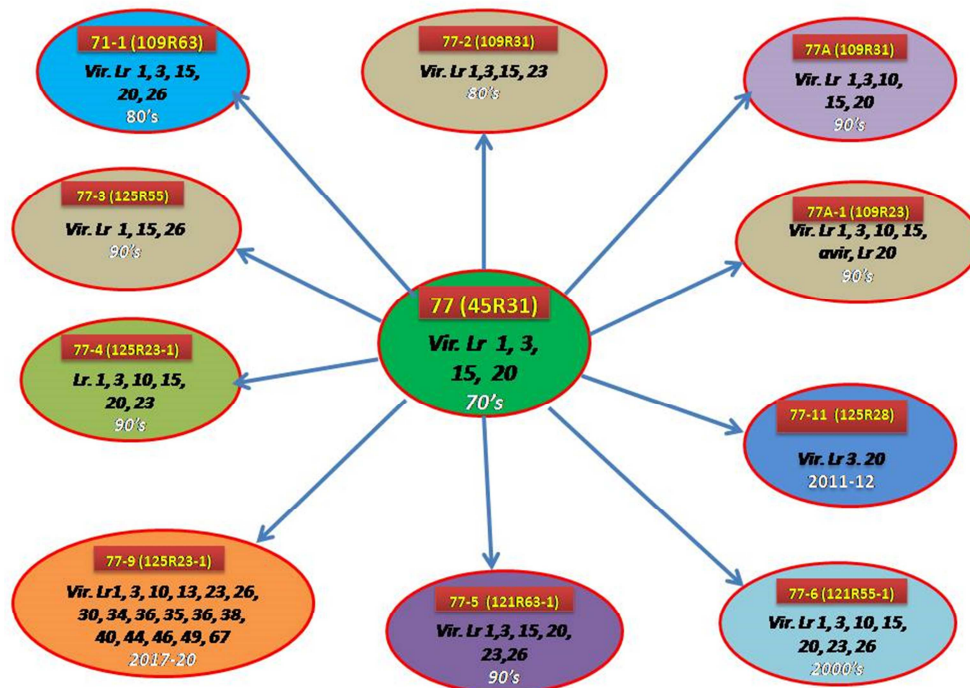 71-1 (109R63)
Vir. Lr 1, 3, 15,
20, 26
80's
77-2 (109R31)
Vir. Lr 1,3,15, 23
80's
77A (109R31)
Vir. Lr 1,3,10,
15, 20
90's
77-3 (125R55)
Vir. Lr 1, 15, 26
90's
77A-1 (109R23)
Vir. Lr 1, 3, 10, 15,
avir, Lr 20
90's
77 (45R31)
Vir. Lr 1, 3,
15, 20
70's
77-4 (125R23-1)
Lr. 1, 3, 10, 15,
20, 23
90's
77-11 (125R28)
Vir. Lr 3. 20
2011-12
77-9 (125R23-1)
Vir. Lr1, 3, 10, 13, 23, 26,
30, 34, 36, 35, 36, 38,
40, 44, 46, 49, 67
2017-20
77-5 (121R63-1)
Vir. Lr 1,3, 15, 20,
23,26
90's
77-6 (121R55-1)
Vir. Lr 1, 3, 10, 15,
20, 23, 26
2000's